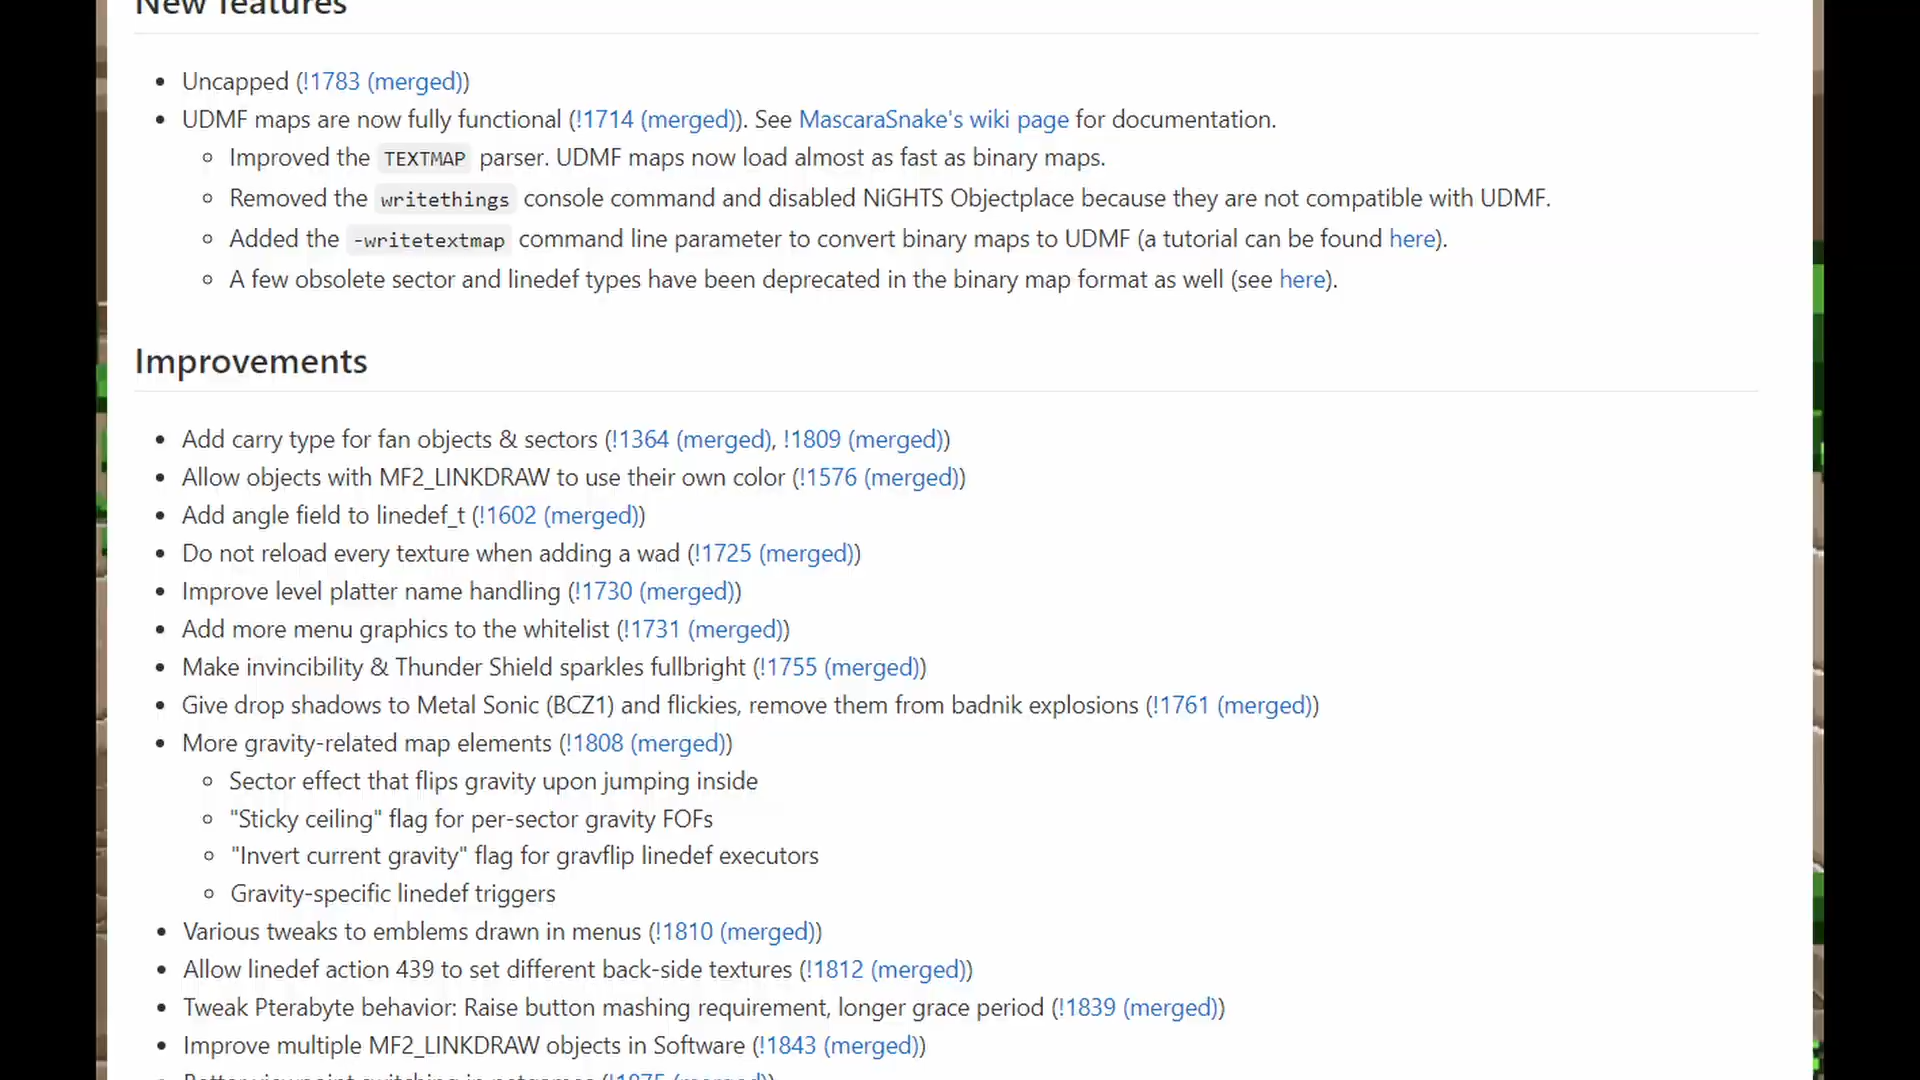 New features
• Uncapped (!1783 (merged))
• UDMF maps are now fully functional (!1714 (merged)). See MascaraSnake's wiki page for documentation.
◦ Improved the TEXTMAP parser. UDMF maps now load almost as fast as binary maps.
◦ Removed the writethings console command and disabled NiGHTS Objectplace because they are not compatible with UDMF.
◦ Added the -writetextmap command line parameter to convert binary maps to UDMF (a tutorial can be found here).
◦ A few obsolete sector and linedef types have been deprecated in the binary map format as well (see here).
Improvements
• Add carry type for fan objects & sectors (!1364 (merged), !1809 (merged))
• Allow objects with MF2_LINKDRAW to use their own color (!1576 (merged))
• Add angle field to linedef_t (!1602 (merged))
• Do not reload every texture when adding a wad (!1725 (merged))
• Improve level platter name handling (!1730 (merged))
• Add more menu graphics to the whitelist (!1731 (merged))
• Make invincibility & Thunder Shield sparkles fullbright (!1755 (merged))
• Give drop shadows to Metal Sonic (BCZ1) and flickies, remove them from badnik explosions (!1761 (merged))
• More gravity-related map elements (!1808 (merged))
◦ Sector effect that flips gravity upon jumping inside
◦ "Sticky ceiling" flag for per-sector gravity FOFs
◦ "Invert current gravity" flag for gravflip linedef executors
◦ Gravity-specific linedef triggers
• Various tweaks to emblems drawn in menus (!1810 (merged))
• Allow linedef action 439 to set different back-side textures (!1812 (merged))
• Tweak Pterabyte behavior: Raise button mashing requirement, longer grace period (!1839 (merged))
• Improve multiple MF2_LINKDRAW objects in Software (!1843 (merged))
• Better viewpoint switching in netgames (!1875 (merged))